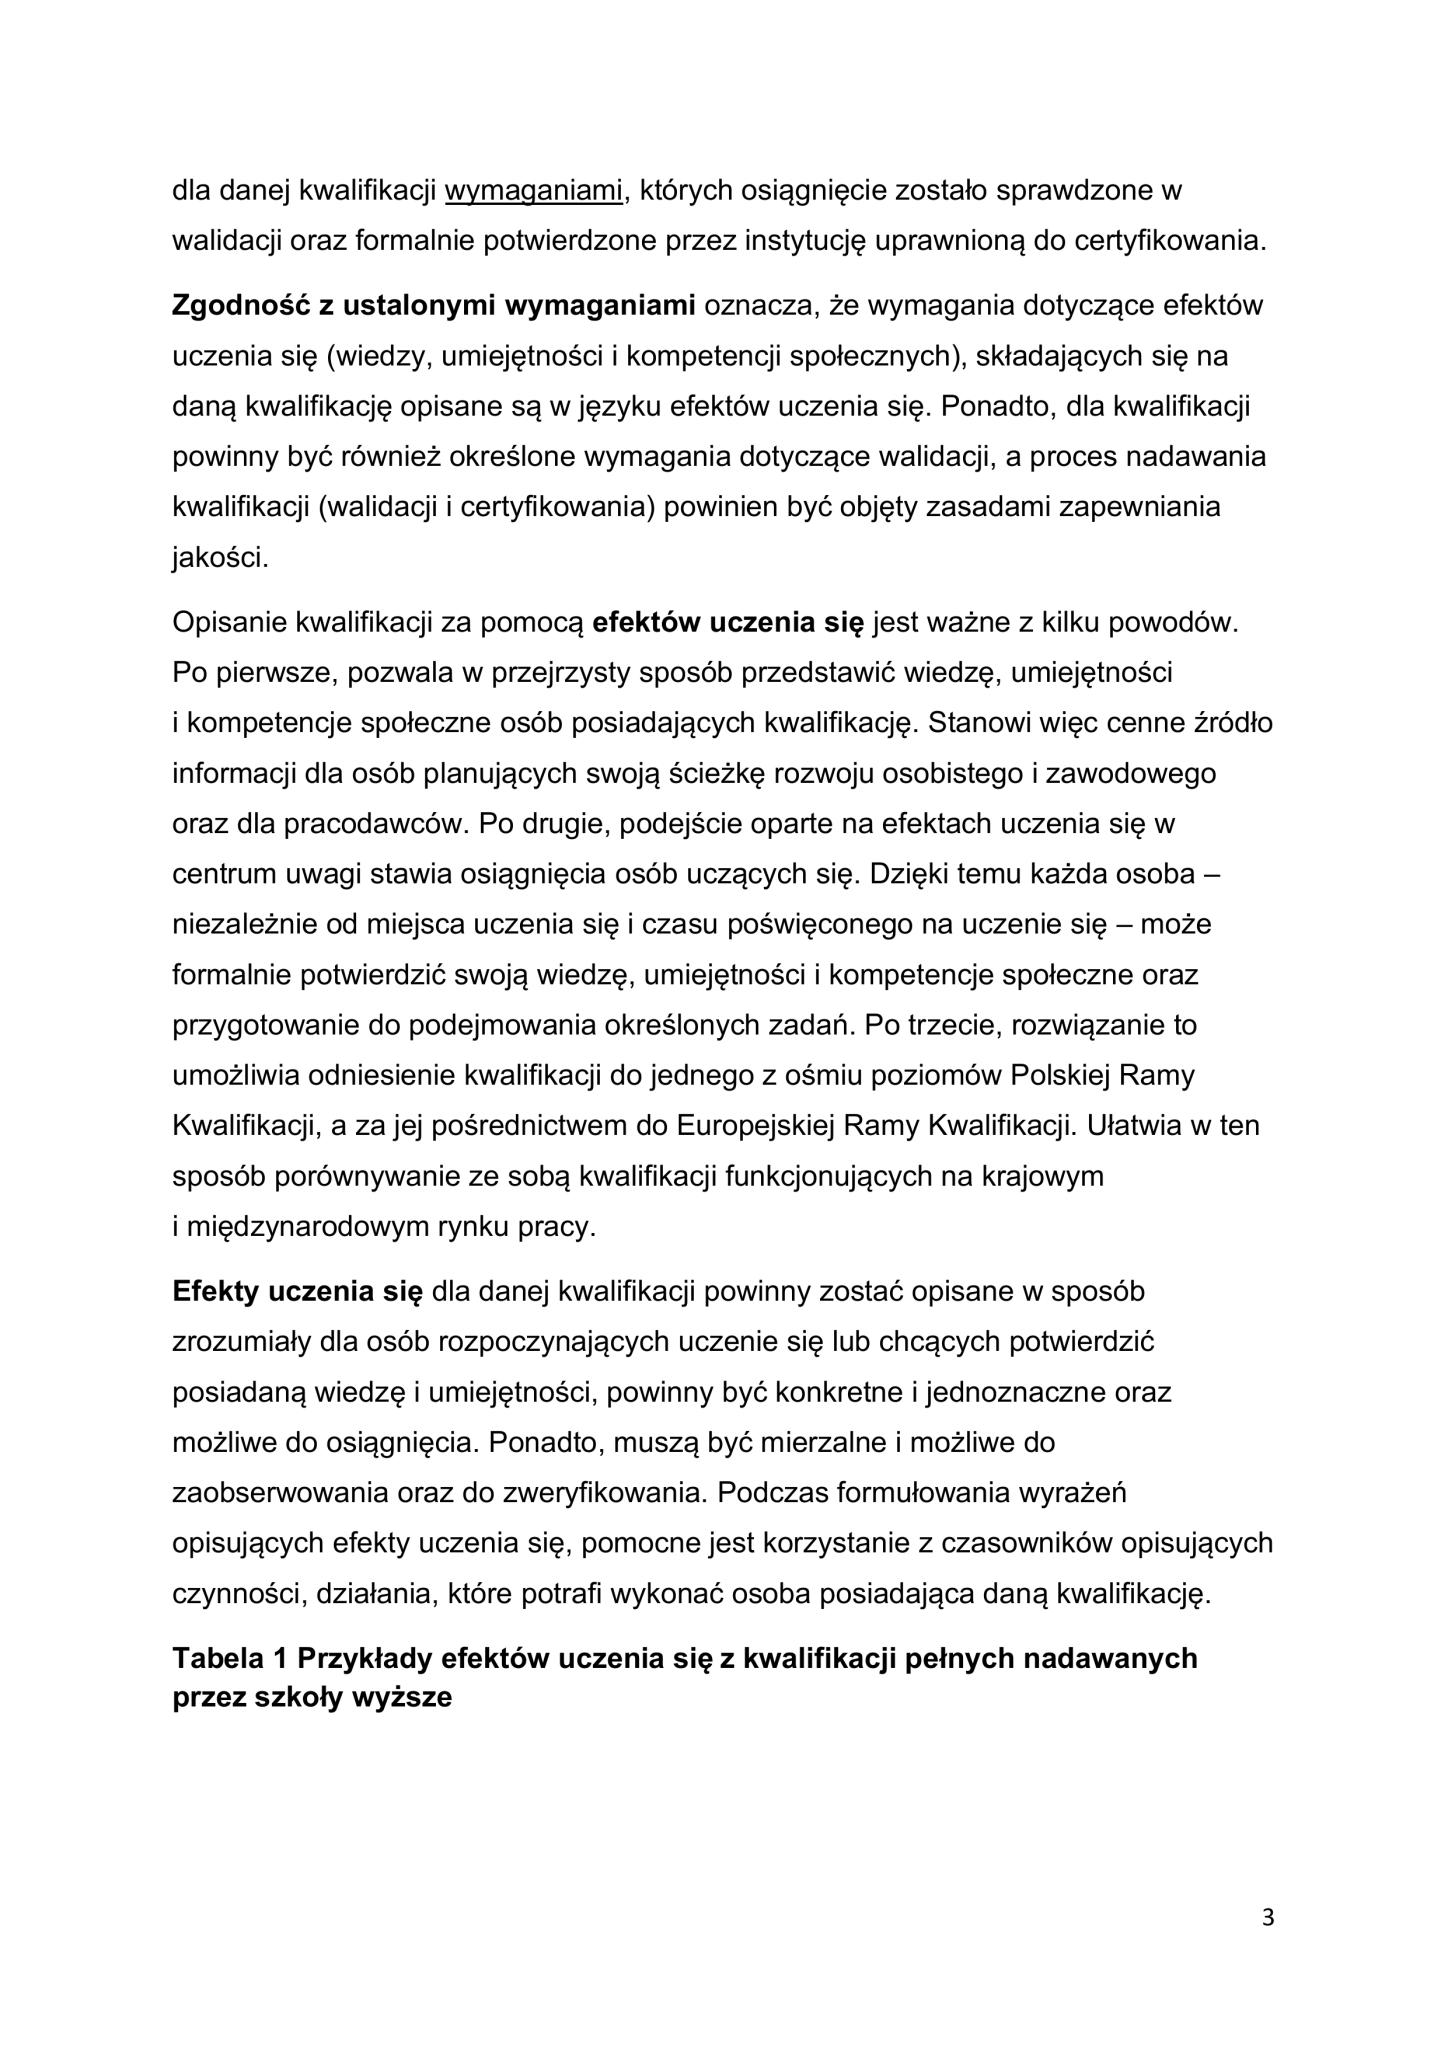 dla danej kwalifikacji wymaganiami, których osiągnięcie zostało sprawdzone w
walidacji oraz formalnie potwierdzone przez instytucję uprawnioną do certyfikowania.
Zgodność z ustalonymi wymaganiami oznacza, że wymagania dotyczące efektów
uczenia się (wiedzy, umiejętności i kompetencji społecznych), składających się na
daną kwalifikację opisane są w języku efektów uczenia się. Ponadto, dla kwalifikacji
powinny być również określone wymagania dotyczące walidacji, a proces nadawania
kwalifikacji (walidacji i certyfikowania) powinien być objęty zasadami zapewniania
jakości.
Opisanie kwalifikacji za pomocą efektów uczenia się jest ważne z kilku powodów.
Po pierwsze, pozwala w przejrzysty sposób przedstawić wiedzę, umiejętności
i kompetencje społeczne osób posiadających kwalifikację. Stanowi więc cenne źródło
informacji dla osób planujących swoją ścieżkę rozwoju osobistego i zawodowego
oraz dla pracodawców. Po drugie, podejście oparte na efektach uczenia się w
centrum uwagi stawia osiągnięcia osób uczących się. Dzięki temu każda osoba –
niezależnie od miejsca uczenia się i czasu poświęconego na uczenie się – może
formalnie potwierdzić swoją wiedzę, umiejętności i kompetencje społeczne oraz
przygotowanie do podejmowania określonych zadań. Po trzecie, rozwiązanie to
umożliwia odniesienie kwalifikacji do jednego z ośmiu poziomów Polskiej Ramy
Kwalifikacji, a za jej pośrednictwem do Europejskiej Ramy Kwalifikacji. Ułatwia w ten
sposób porównywanie ze sobą kwalifikacji funkcjonujących na krajowym
i międzynarodowym rynku pracy.
Efekty uczenia się dla danej kwalifikacji powinny zostać opisane w sposób
zrozumiały dla osób rozpoczynających uczenie się lub chcących potwierdzić
posiadaną wiedzę i umiejętności, powinny być konkretne i jednoznaczne oraz
możliwe do osiągnięcia. Ponadto, muszą być mierzalne i możliwe do
zaobserwowania oraz do zweryfikowania. Podczas formułowania wyrażeń
opisujących efekty uczenia się, pomocne jest korzystanie z czasowników opisujących
czynności, działania, które potrafi wykonać osoba posiadająca daną kwalifikację.
Tabela 1 Przykłady efektów uczenia się z kwalifikacji pełnych nadawanych
przez szkoły wyższe
3